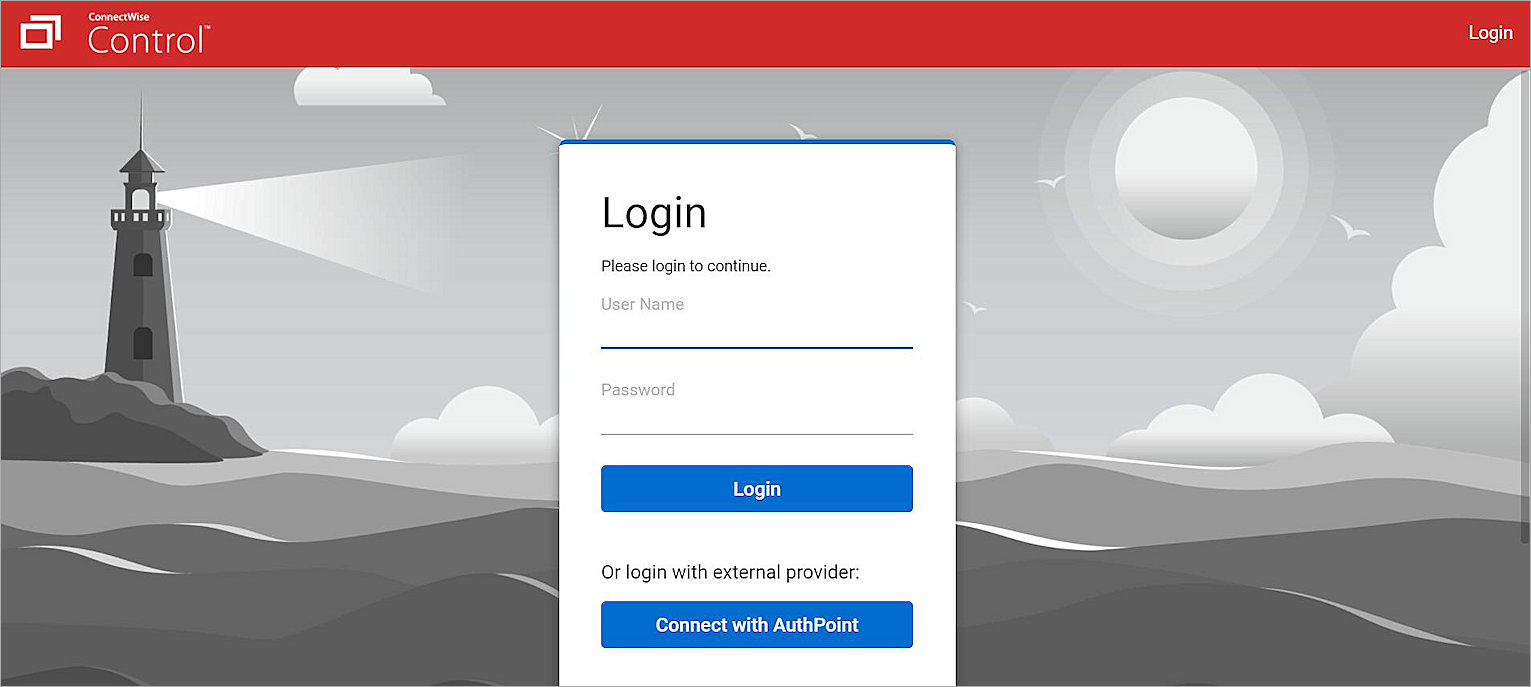 ConnectWise
Control™
Login
Login
Please login to continue.
User Name
Password
Login
Or login with external provider:
Connect with AuthPoint